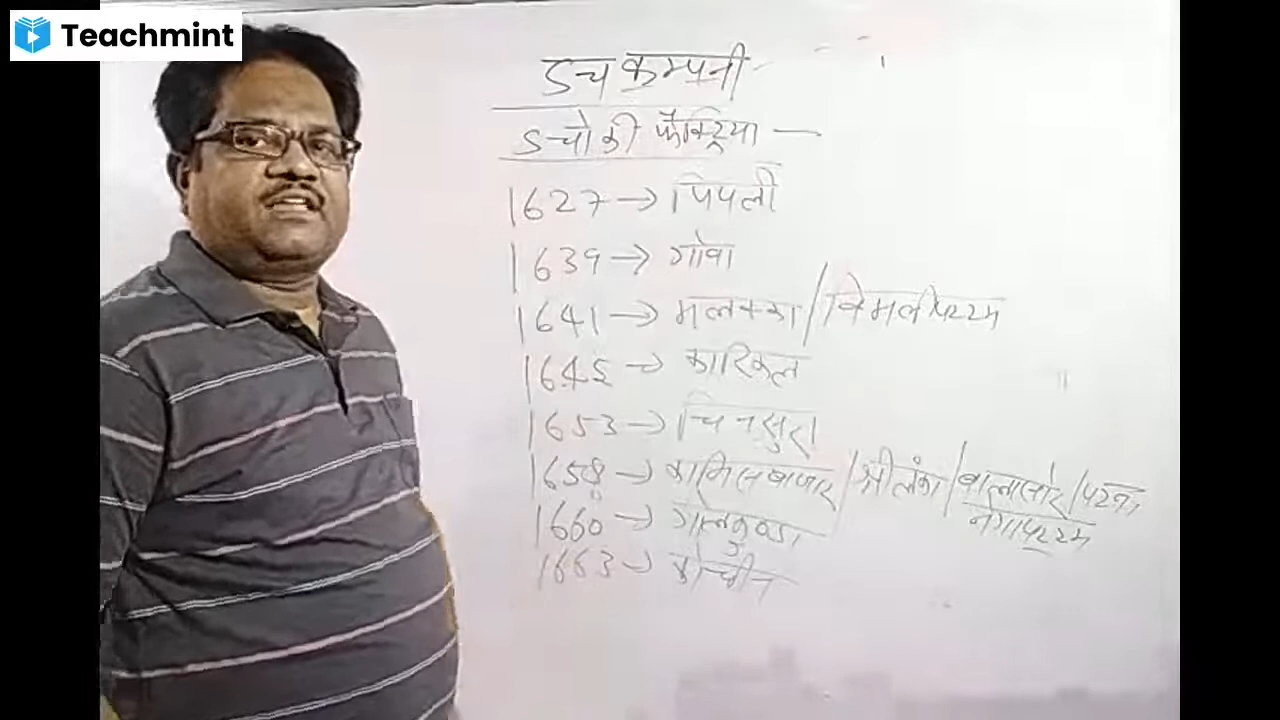 Teachmint
डच कम्पनी
डचो की फैक्ट्रिया —
1627 → पिपली
1639 → गोवा
1641 → मलक्का / विमलीपट्टम
1645 → कारिकल
1653 → चिनसुरा
1658 → कासिमबाजार / श्रीलंका / बालासोर / पटना
नेगापट्टम
1660 → गोलकुण्डा
1663 → कोच्चीन